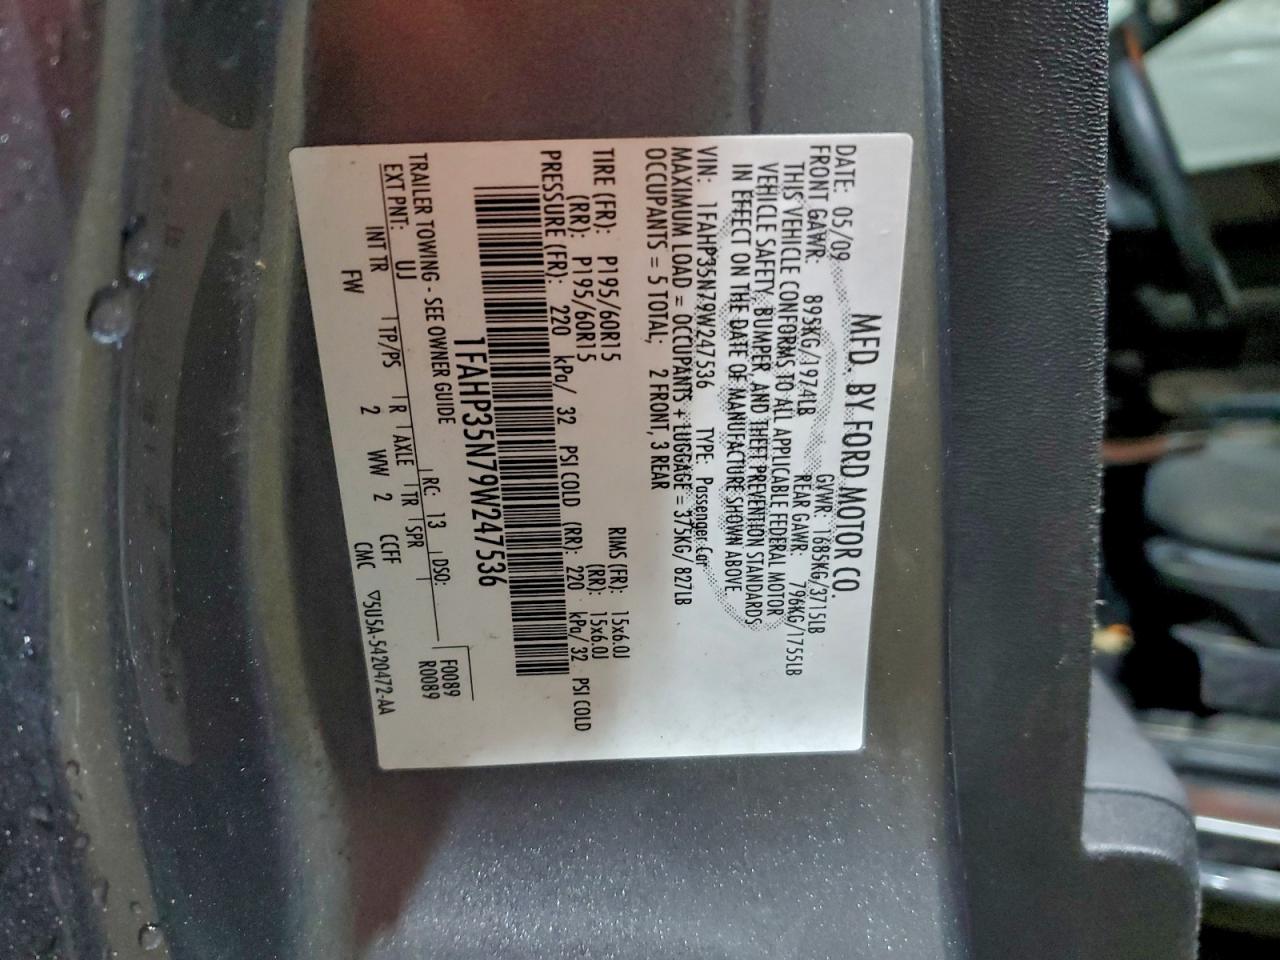 MFD. BY FORD MOTOR CO.
DATE: 05/09 GVWR: 1685KG/3715LB
FRONT GAWR: 893KG/1974LB REAR GAWR: 796KG/1755LB
THIS VEHICLE CONFORMS TO ALL APPLICABLE FEDERAL MOTOR
VEHICLE SAFETY, BUMPER, AND THEFT PREVENTION STANDARDS
IN EFFECT ON THE DATE OF MANUFACTURE SHOWN ABOVE.
VIN: 1FAHP35N79W247536 TYPE: Passenger Car
MAXIMUM LOAD = OCCUPANTS + LUGGAGE = 375KG/ 827LB
OCCUPANTS = 5 TOTAL; 2 FRONT, 3 REAR
TIRE (FR): P195/60R15 RIMS (FR): 15x6.0J
(RR): P195/60R15 (RR): 15x6.0J
PRESSURE (FR): 220 kPa/ 32 PSI COLD (RR): 220 kPa/ 32 PSI COLD
1FAHP35N79W247536
TRAILER TOWING - SEE OWNER GUIDE F0089
EXT PNT: UJ RC: 13 DSO: R0089
INT TR TP/PS R AXLE TR SPR
FW 2 WW 2 CCFF
CMC ▽5U5A-5420472-AA